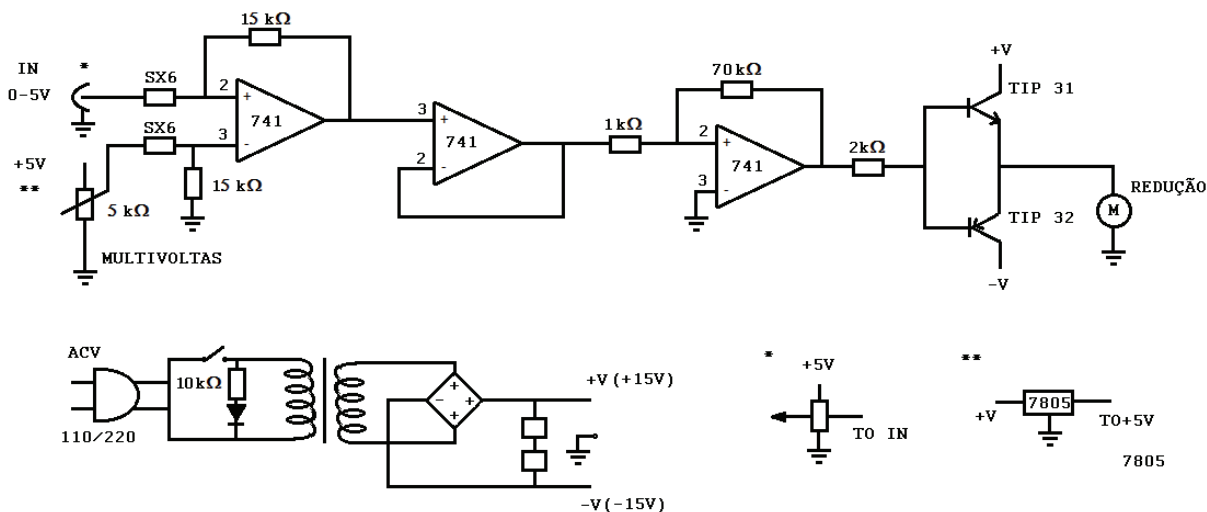 15 kΩ
IN
0-5V
*
SX6
2
+
741
SX6
3
-
+5V
**
5 kΩ
15 kΩ
MULTIVOLTAS
3
+
741
2
-
1kΩ
70kΩ
2
+
741
3
-
2kΩ
+V
TIP 31
TIP 32
-V
REDUÇÃO
M
ACV
110/220
10kΩ
+
-
+
+
+V(+15V)
-V(-15V)
*
+5V
TO IN
**
+V
7805
TO+5V
7805